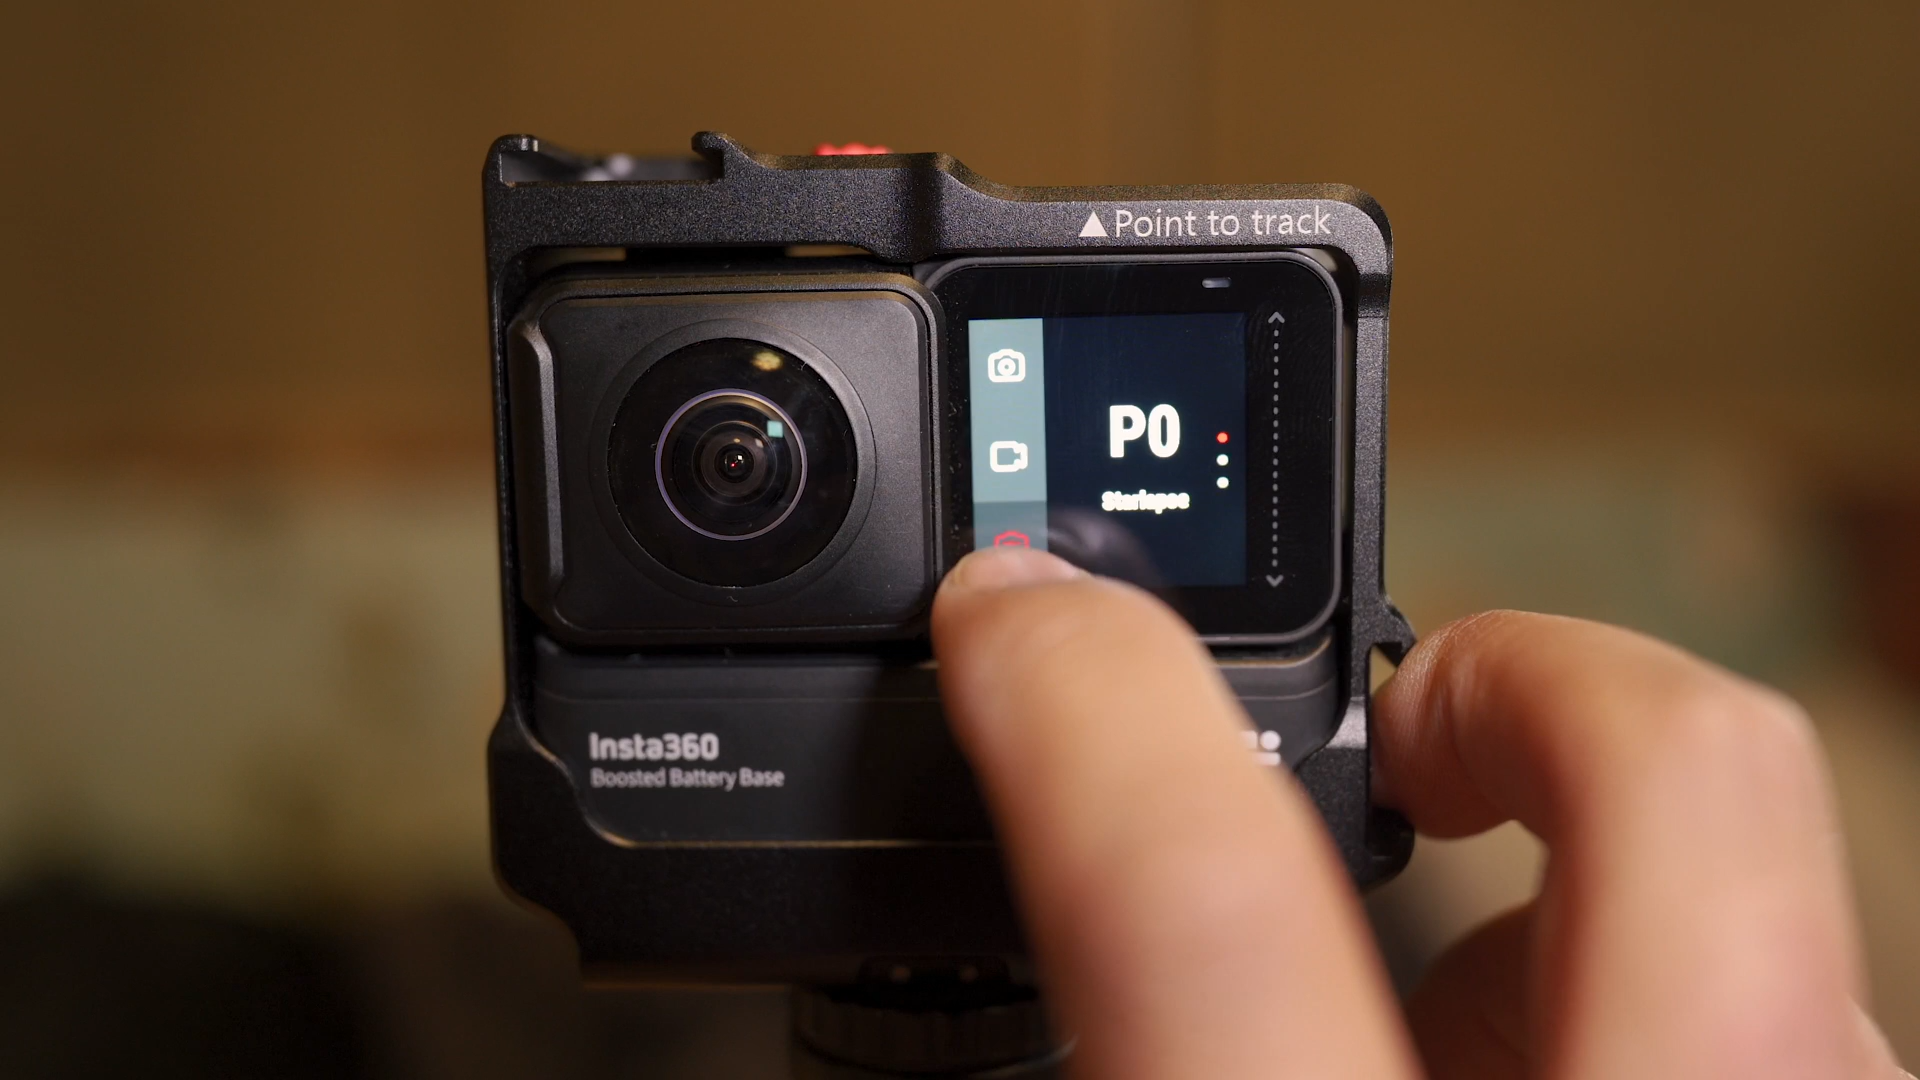 Point to track
P0
Starlapse
Insta360
Boosted Battery Base